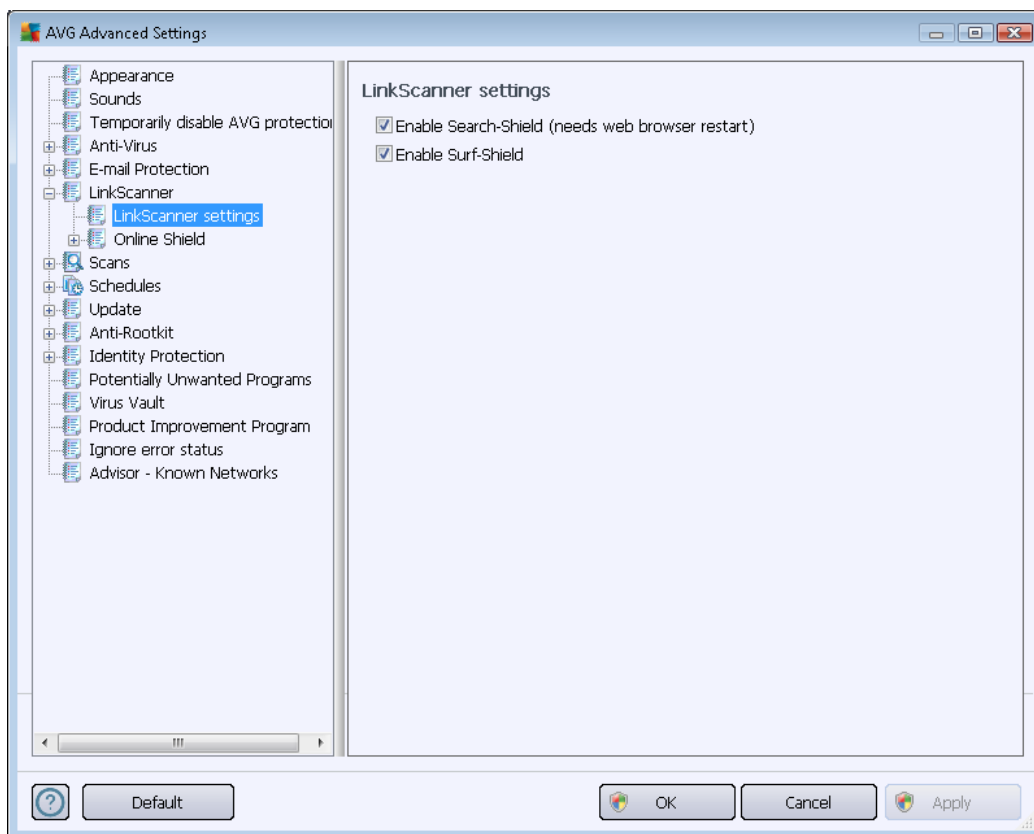 AVG Advanced Settings
Appearance
Sounds
Temporarily disable AVG protection
Anti-Virus
E-mail Protection
LinkScanner
LinkScanner settings
Online Shield
Scans
Schedules
Update
Anti-Rootkit
Identity Protection
Potentially Unwanted Programs
Virus Vault
Product Improvement Program
Ignore error status
Advisor - Known Networks
LinkScanner settings
Enable Search-Shield (needs web browser restart)
Enable Surf-Shield
Default
OK
Cancel
Apply